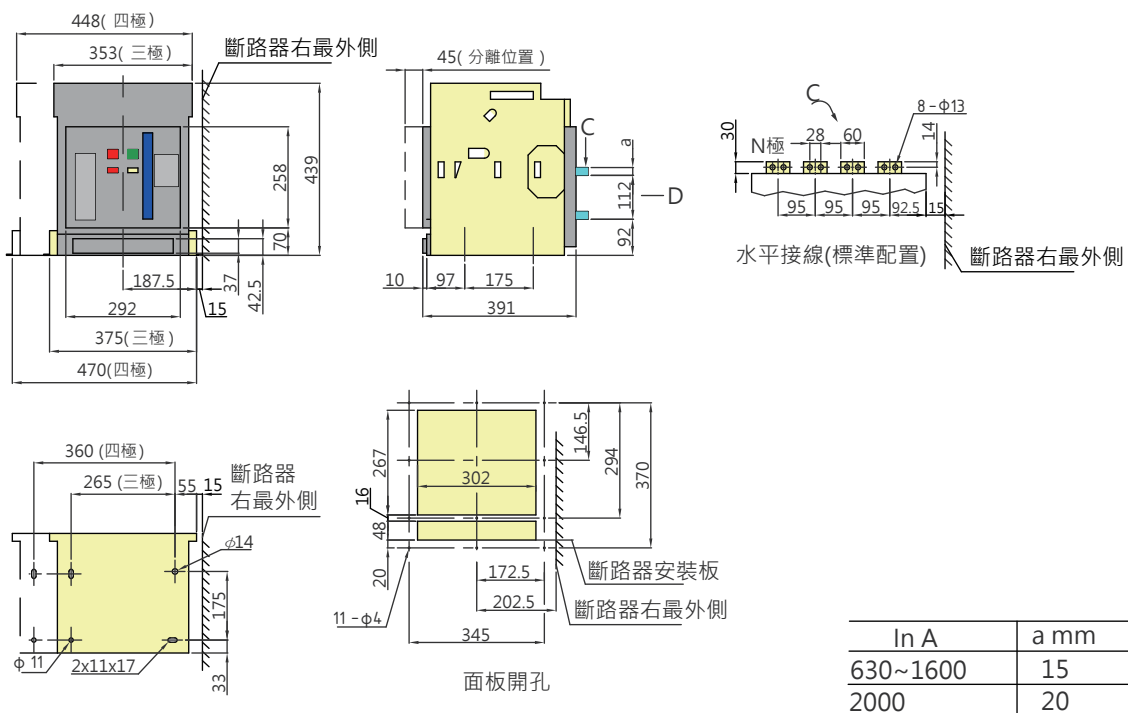 448( 四極)
353( 三極)
斷路器右最外側
258
439
70
187.5
37
42.5
292
15
375(三極)
470(四極)
45( 分離位置)
C
a
112
D
92
10
97
175
391
C
8-Φ13
30
N極
28
60
14
95
95
95
92.5
15
水平接線(標準配置)
斷路器右最外側
360 (四極)
265 (三極)
55
15
斷路器
右最外側
φ14
175
φ 11
2x11x17
33
267
302
146.5
294
370
16
48
20
172.5
斷路器安裝板
202.5
斷路器右最外側
11-φ4
345
面板開孔
In A a mm
630~1600 15
2000 20